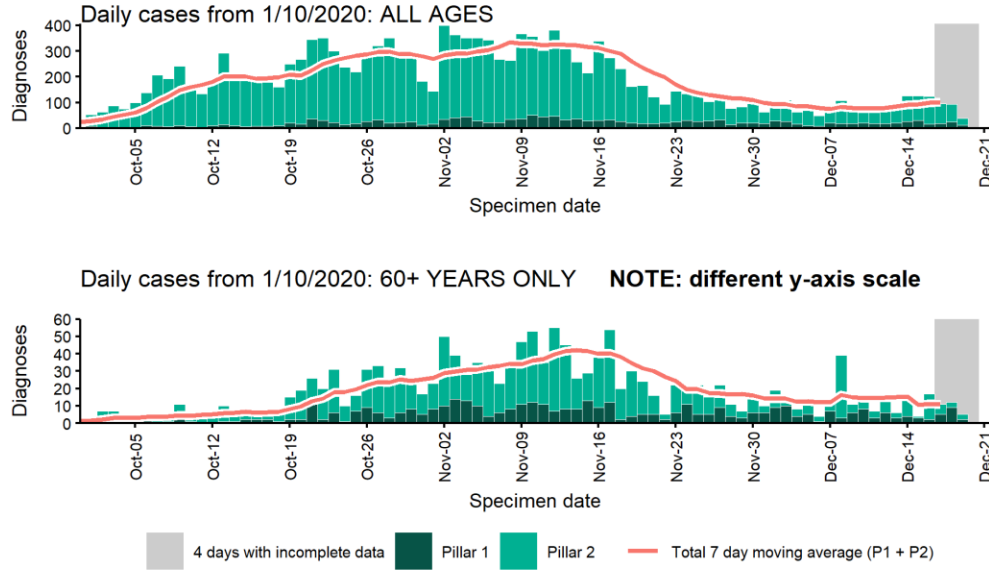 Daily cases from 1/10/2020: ALL AGES
Diagnoses
400
300
200
100
0
Oct-05
Oct-12
Oct-19
Oct-26
Nov-02
Nov-09
Nov-16
Nov-23
Nov-30
Dec-07
Dec-14
Dec-21
Specimen date
Daily cases from 1/10/2020: 60+ YEARS ONLY NOTE: different y-axis scale
Diagnoses
60
50
40
30
20
10
0
Oct-05
Oct-12
Oct-19
Oct-26
Nov-02
Nov-09
Nov-16
Nov-23
Nov-30
Dec-07
Dec-14
Dec-21
Specimen date
4 days with incomplete data Pillar 1 Pillar 2 Total 7 day moving average (P1 + P2)